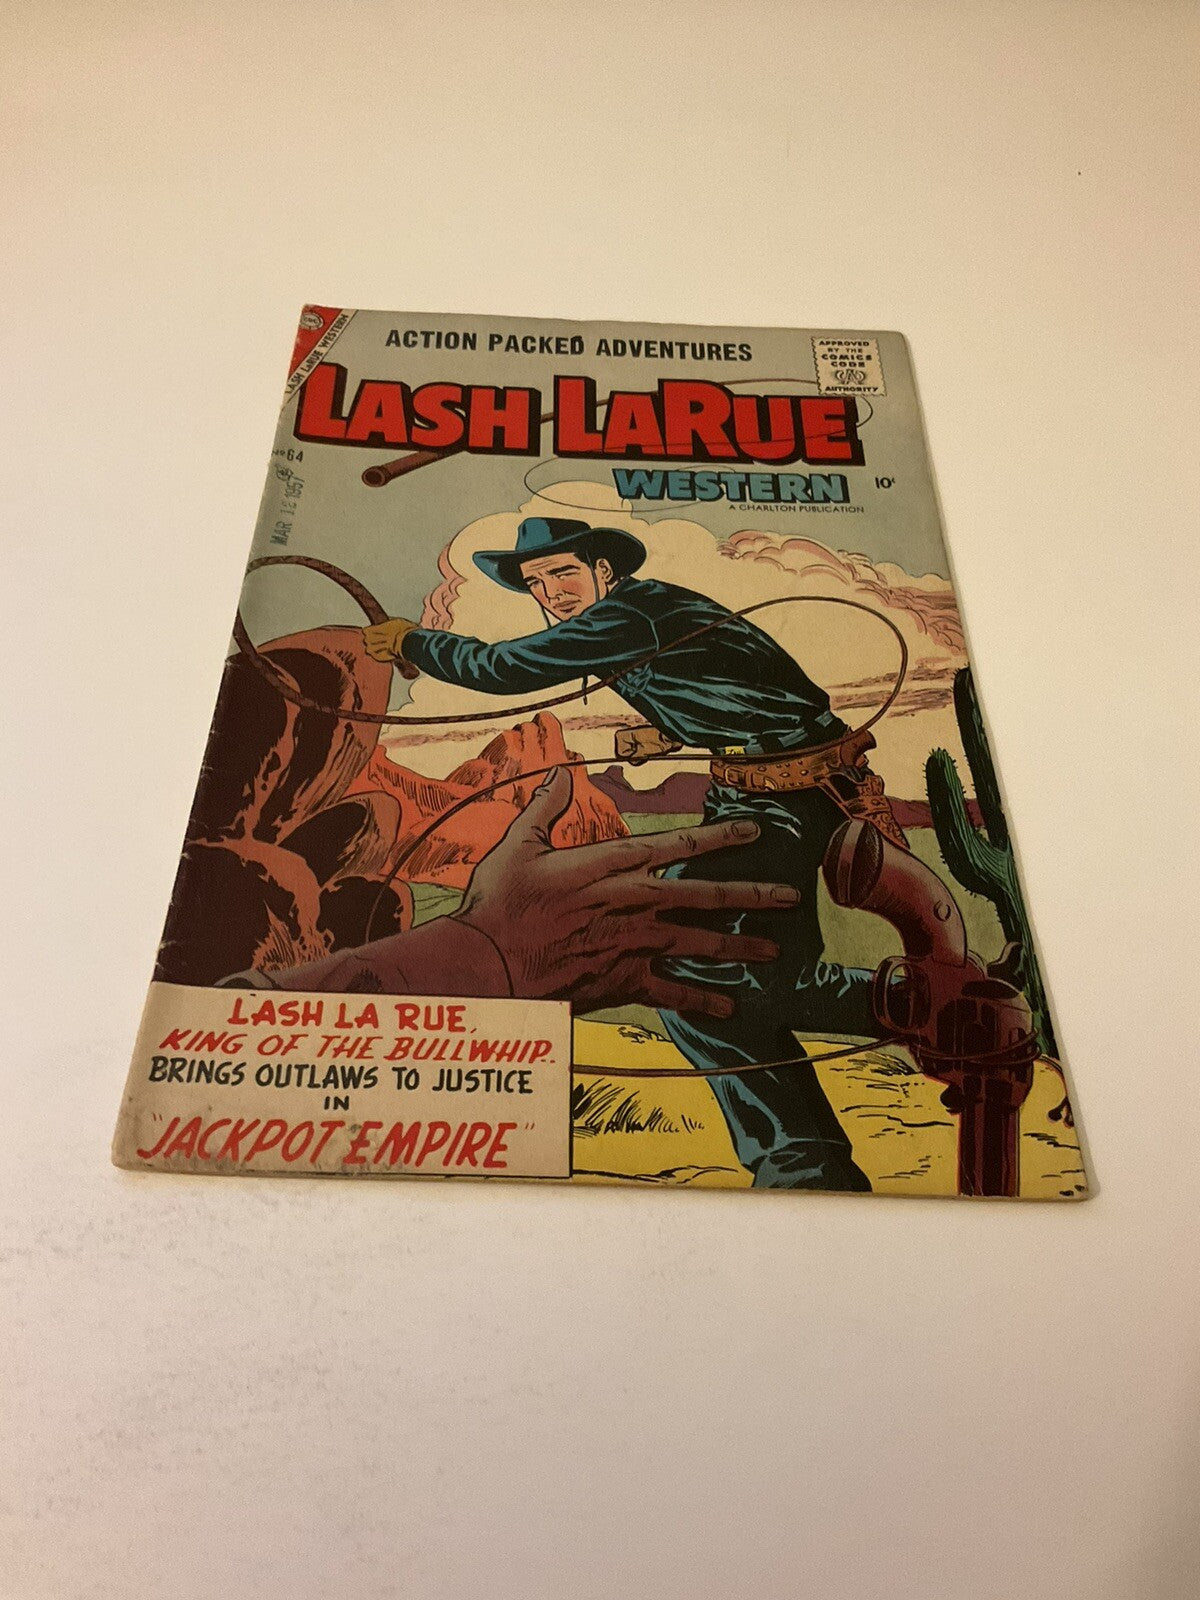 LASH LARUE WESTERN
ACTION PACKED ADVENTURES
APPROVED
BY THE
COMICS
CODE
AUTHORITY
LASH LARUE
WESTERN
Nº 64
10¢
A CHARLTON PUBLICATION
MAR 1957
LASH LA RUE,
KING OF THE BULLWHIP..
BRINGS OUTLAWS TO JUSTICE
IN
"JACKPOT EMPIRE"